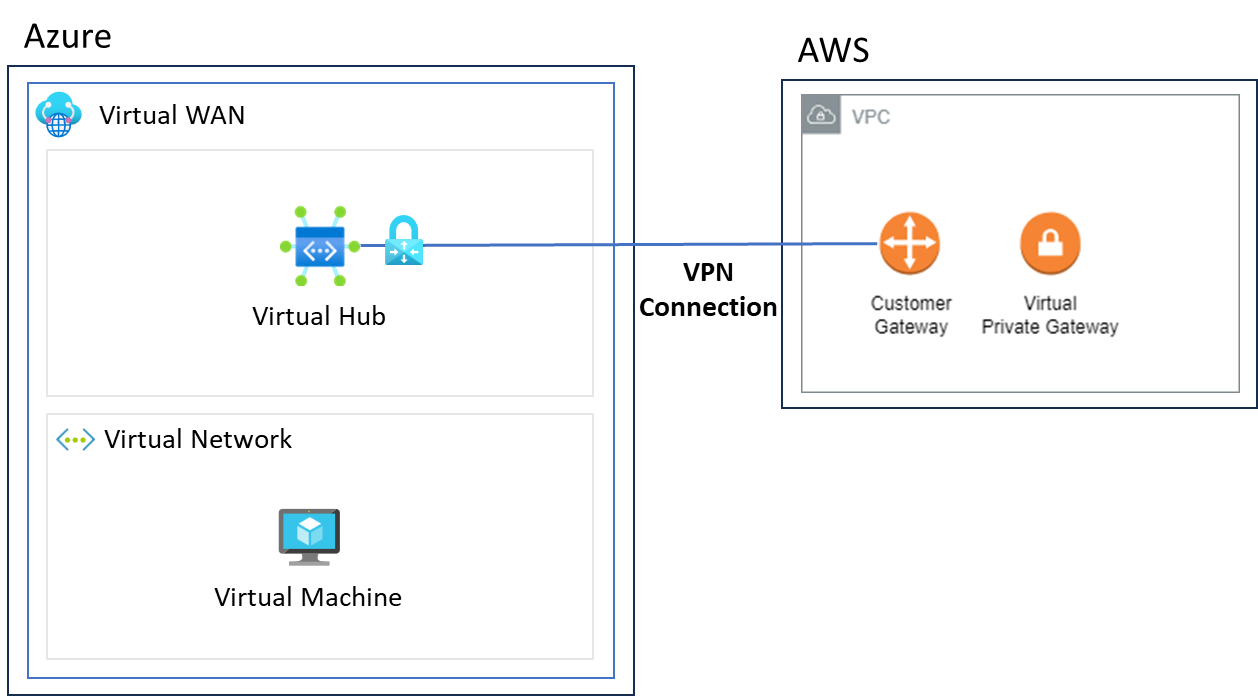 Azure
Virtual WAN
Virtual Hub
Virtual Network
Virtual Machine
VPN
Connection
AWS
VPC
Customer
Gateway
Virtual
Private Gateway